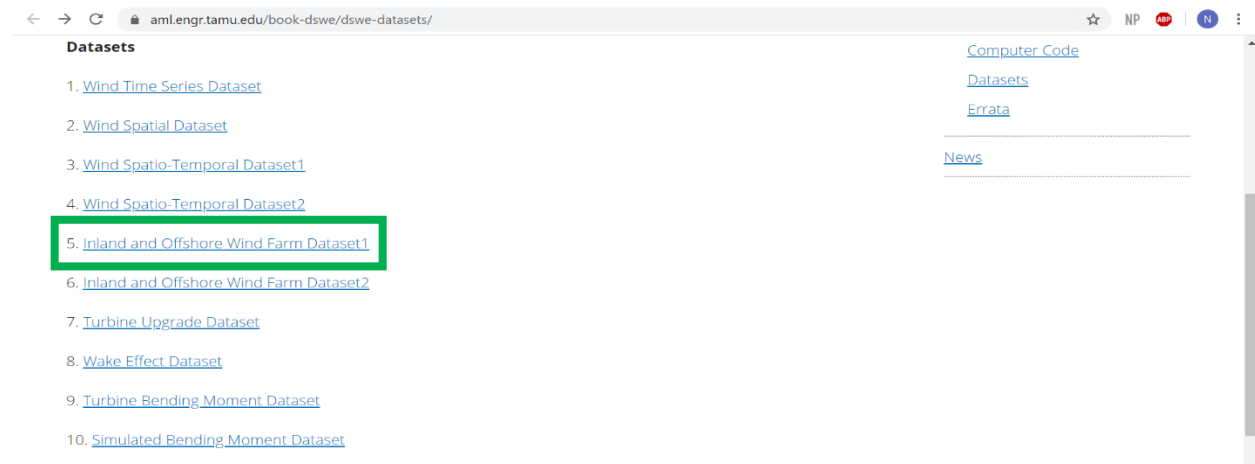 aml.engr.tamu.edu/book-dswe/dswe-datasets/
NP
ABP
N
Datasets
1. Wind Time Series Dataset
2. Wind Spatial Dataset
3. Wind Spatio-Temporal Dataset1
4. Wind Spatio-Temporal Dataset2
5. Inland and Offshore Wind Farm Dataset1
6. Inland and Offshore Wind Farm Dataset2
7. Turbine Upgrade Dataset
8. Wake Effect Dataset
9. Turbine Bending Moment Dataset
10. Simulated Bending Moment Dataset
Computer Code
Datasets
Errata
News